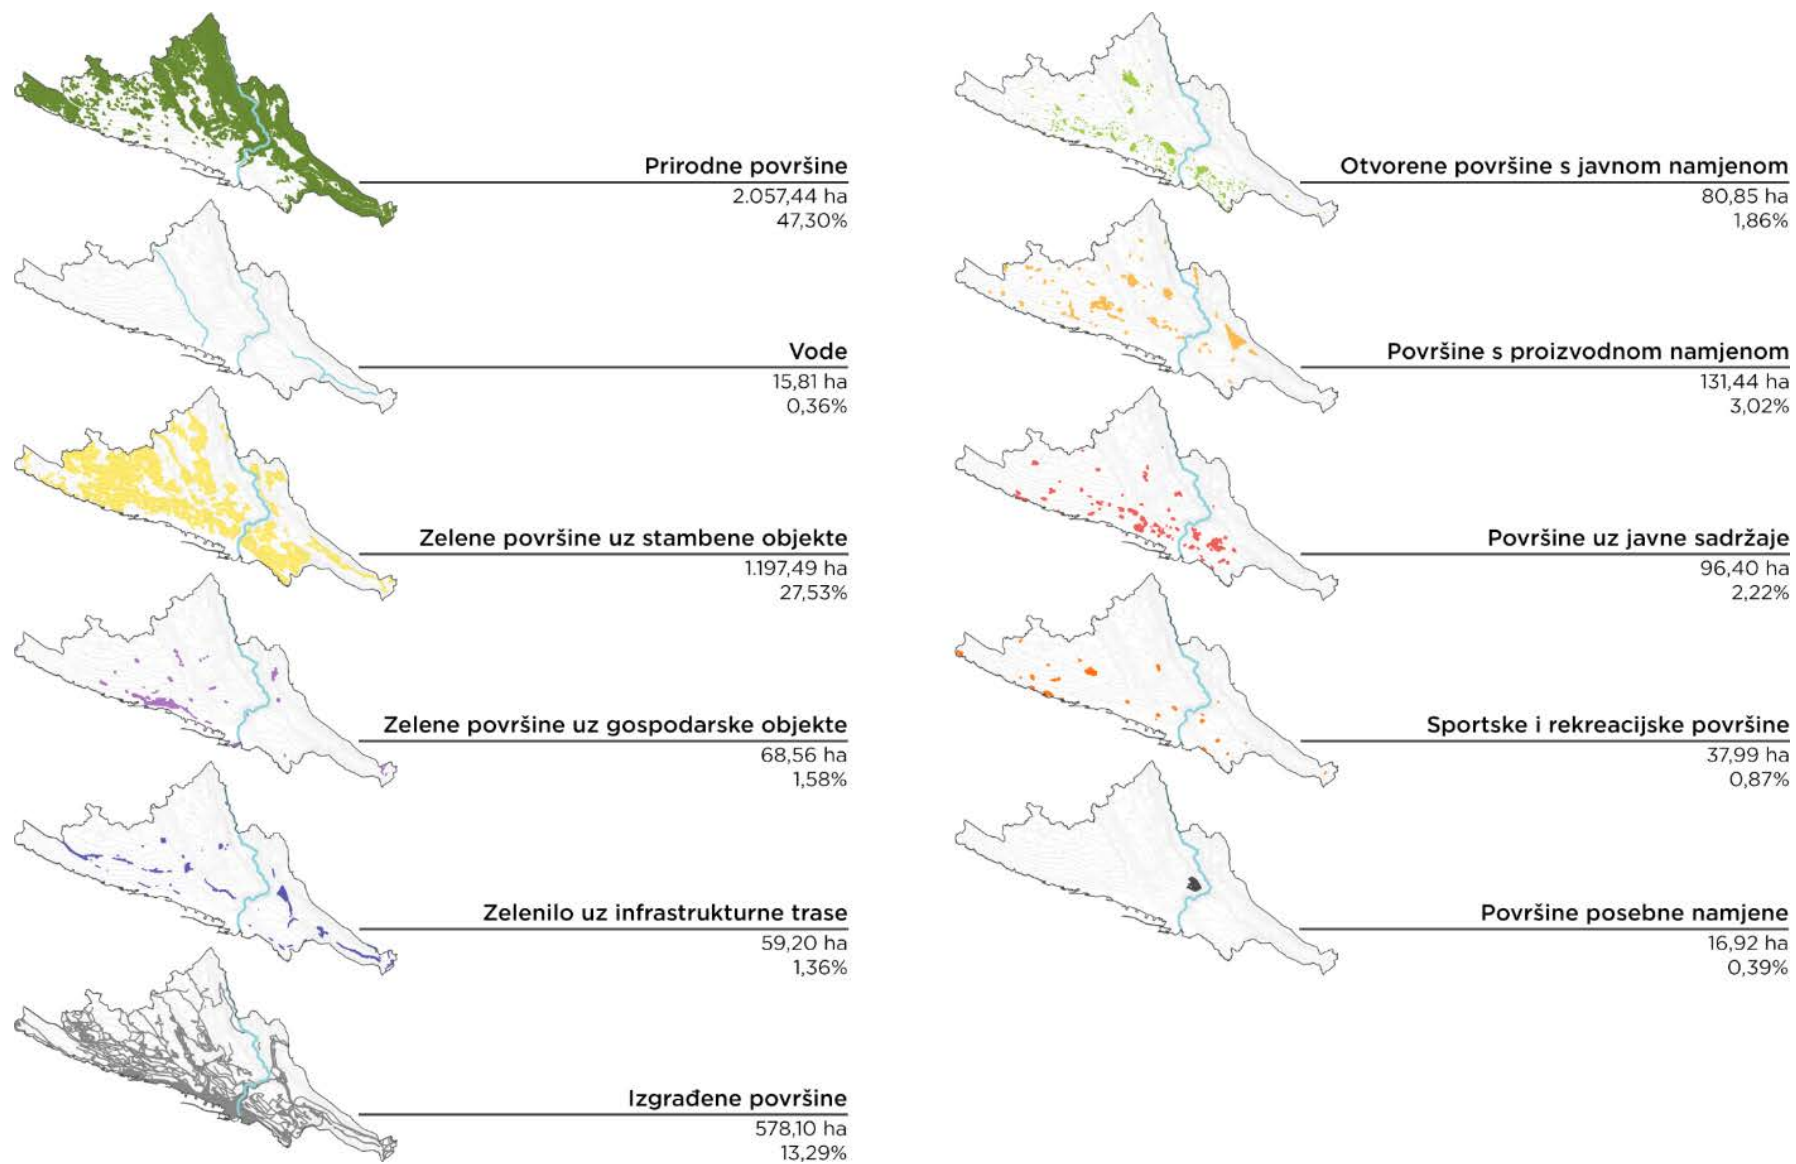 Prirodne površine
2.057,44 ha
47,30%
Vode
15,81 ha
0,36%
Zelene površine uz stambene objekte
1.197,49 ha
27,53%
Zelene površine uz gospodarske objekte
68,56 ha
1,58%
Zelenilo uz infrastrukturne trase
59,20 ha
1,36%
Izgrađene površine
578,10 ha
13,29%
Otvorene površine s javnom namjenom
80,85 ha
1,86%
Površine s proizvodnom namjenom
131,44 ha
3,02%
Površine uz javne sadržaje
96,40 ha
2,22%
Sportske i rekreacijske površine
37,99 ha
0,87%
Površine posebne namjene
16,92 ha
0,39%